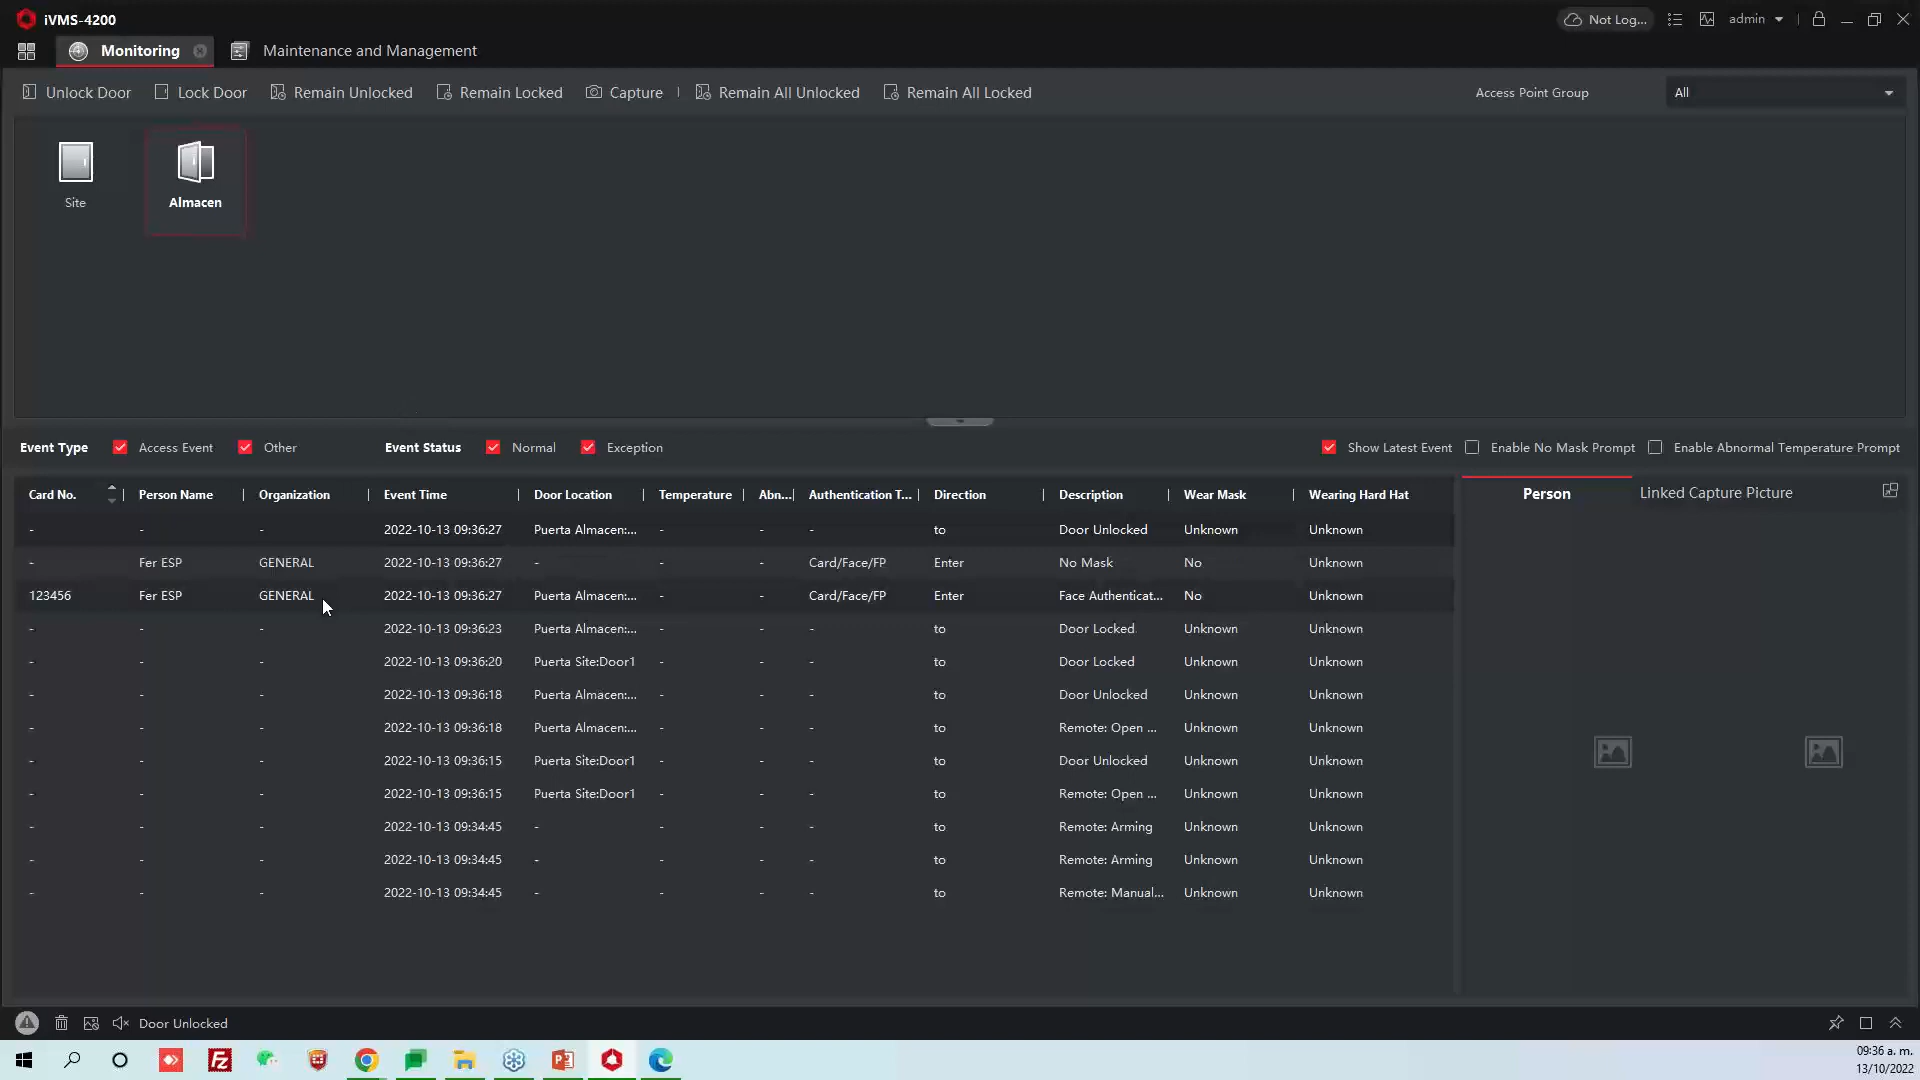 iVMS-4200
Not Log... admin
Monitoring Maintenance and Management
Unlock Door Lock Door Remain Unlocked Remain Locked Capture Remain All Unlocked Remain All Locked Access Point Group All
Site Almacen
Event Type Access Event Other Event Status Normal Exception Show Latest Event Enable No Mask Prompt Enable Abnormal Temperature Prompt
Card No. Person Name Organization Event Time Door Location Temperature Abn... Authentication T... Direction Description Wear Mask Wearing Hard Hat
Person Linked Capture Picture
- - - 2022-10-13 09:36:27 Puerta Almacen:... - - - to Door Unlocked Unknown Unknown
- Fer ESP GENERAL 2022-10-13 09:36:27 - - - Card/Face/FP Enter No Mask No Unknown
123456 Fer ESP GENERAL 2022-10-13 09:36:27 Puerta Almacen:... - - Card/Face/FP Enter Face Authenticat... No Unknown
- - - 2022-10-13 09:36:23 Puerta Almacen:... - - - to Door Locked Unknown Unknown
- - - 2022-10-13 09:36:20 Puerta Site:Door1 - - - to Door Locked Unknown Unknown
- - - 2022-10-13 09:36:18 Puerta Almacen:... - - - to Door Unlocked Unknown Unknown
- - - 2022-10-13 09:36:18 Puerta Almacen:... - - - to Remote: Open ... Unknown Unknown
- - - 2022-10-13 09:36:15 Puerta Site:Door1 - - - to Door Unlocked Unknown Unknown
- - - 2022-10-13 09:36:15 Puerta Site:Door1 - - - to Remote: Open ... Unknown Unknown
- - - 2022-10-13 09:34:45 - - - - to Remote: Arming Unknown Unknown
- - - 2022-10-13 09:34:45 - - - - to Remote: Arming Unknown Unknown
- - - 2022-10-13 09:34:45 - - - - to Remote: Manual... Unknown Unknown
Door Unlocked
09:36 a. m.
13/10/2022